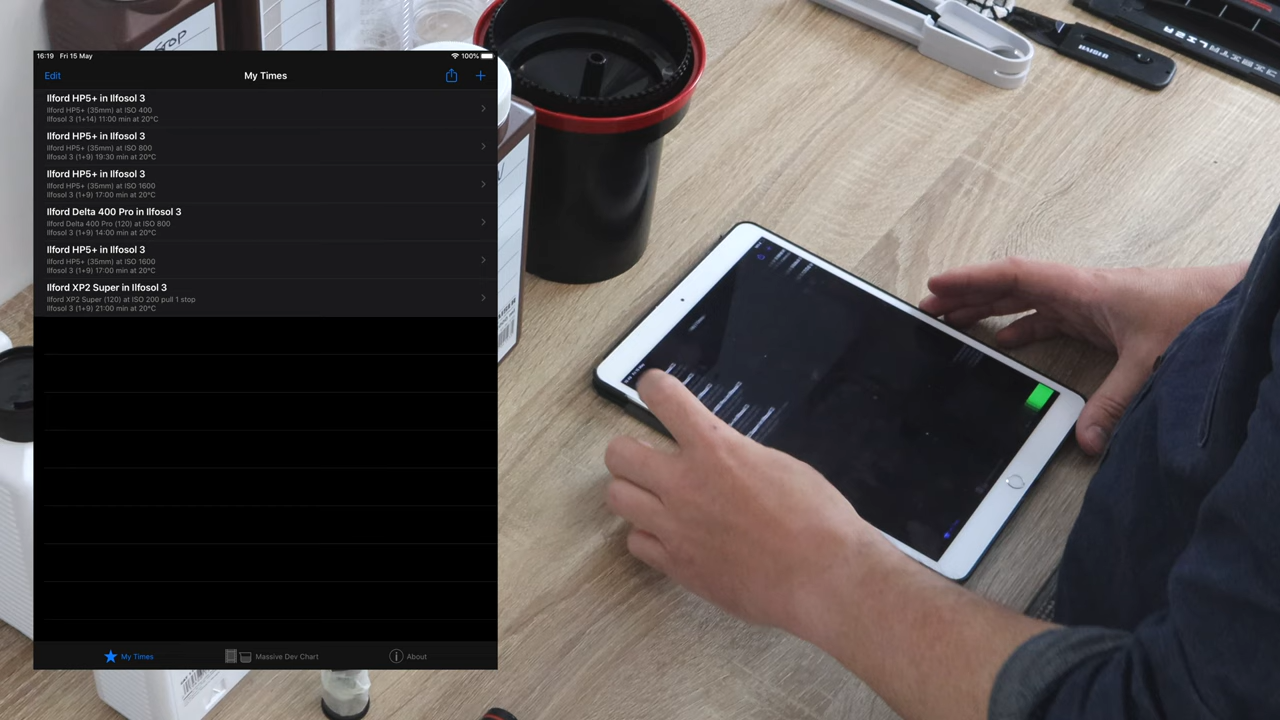 STOP
16:19 Fri 15 May
100%
Edit
My Times
Ilford HP5+ in Ilfosol 3
Ilford HP5+ (35mm) at ISO 400
Ilfosol 3 (1+14) 11:00 min at 20°C
Ilford HP5+ in Ilfosol 3
Ilford HP5+ (35mm) at ISO 800
Ilfosol 3 (1+9) 19:30 min at 20°C
Ilford HP5+ in Ilfosol 3
Ilford HP5+ (35mm) at ISO 1600
Ilfosol 3 (1+9) 17:00 min at 20°C
Ilford Delta 400 Pro in Ilfosol 3
Ilford Delta 400 Pro (120) at ISO 800
Ilfosol 3 (1+9) 14:00 min at 20°C
Ilford HP5+ in Ilfosol 3
Ilford HP5+ (35mm) at ISO 1600
Ilfosol 3 (1+9) 17:00 min at 20°C
Ilford XP2 Super in Ilfosol 3
Ilford XP2 Super (120) at ISO 200 pull 1 stop
Ilfosol 3 (1+9) 21:00 min at 20°C
My Times
Massive Dev Chart
About
KAISER